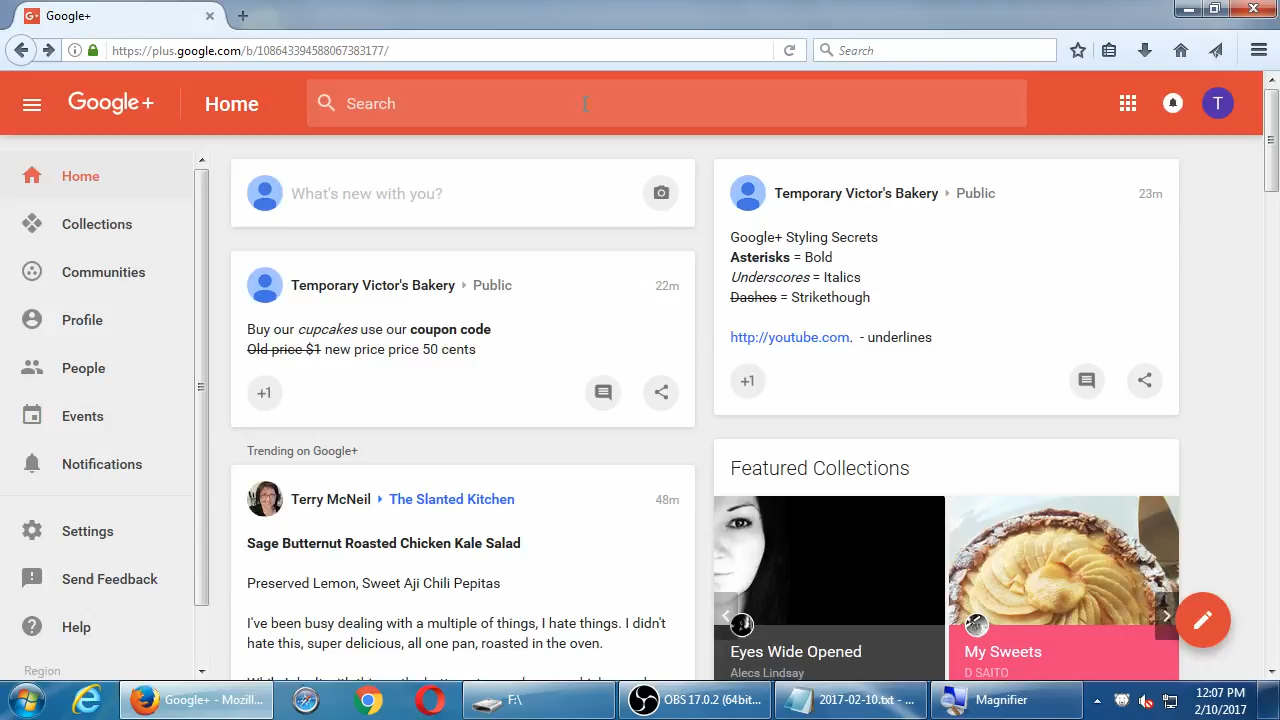 Google+
https://plus.google.com/b/108643394588067383177/
Search
Google+
Home
Search
T
Home
Collections
Communities
Profile
People
Events
Notifications
Settings
Send Feedback
Help
Region
What's new with you?
Temporary Victor's Bakery Public
22m
Buy our cupcakes use our coupon code
Old price $1 new price price 50 cents
+1
Trending on Google+
Terry McNeil The Slanted Kitchen
48m
Sage Butternut Roasted Chicken Kale Salad
Preserved Lemon, Sweet Aji Chili Pepitas
I've been busy dealing with a multiple of things, I hate things. I didn't
hate this, super delicious, all one pan, roasted in the oven.
Temporary Victor's Bakery Public
23m
Google+ Styling Secrets
Asterisks = Bold
Underscores = Italics
Dashes = Strikethough
http://youtube.com. - underlines
+1
Featured Collections
Eyes Wide Opened
Alecs Lindsay
My Sweets
D SAITO
Google+ - Mozill...
F:\
OBS 17.0.2 (64bit...
2017-02-10.txt - ...
Magnifier
12:07 PM
2/10/2017